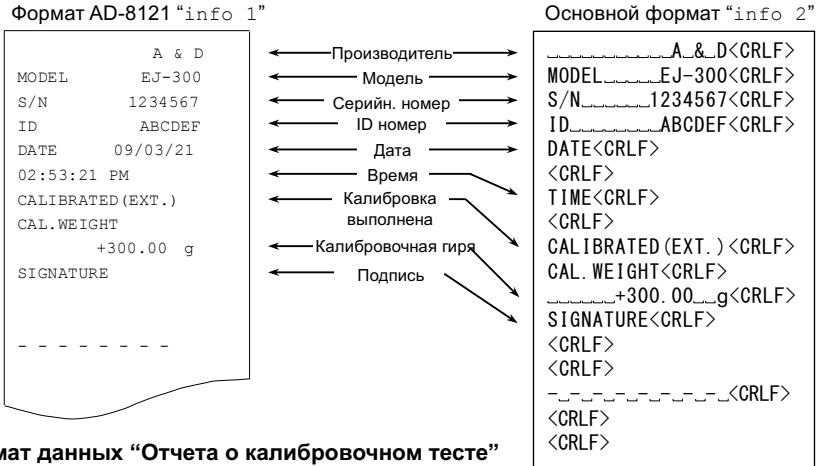 Формат AD-8121 “info 1”
A & D
MODEL EJ-300
S/N 1234567
ID ABCDEF
DATE 09/03/21
02:53:21 PM
CALIBRATED(EXT.)
CAL.WEIGHT
+300.00 g
SIGNATURE
- - - - - - - -
Производитель
Модель
Серийн. номер
ID номер
Дата
Время
Калибровка
выполнена
Калибровочная гиря
Подпись
Основной формат “info 2”
␣␣␣␣␣␣␣␣␣␣␣A␣&␣D<CRLF>
MODEL␣␣␣␣␣EJ-300<CRLF>
S/N␣␣␣␣␣␣1234567<CRLF>
ID␣␣␣␣␣␣␣␣ABCDEF<CRLF>
DATE<CRLF>
<CRLF>
TIME<CRLF>
<CRLF>
CALIBRATED(EXT.)<CRLF>
CAL.WEIGHT<CRLF>
␣␣␣␣␣␣+300.00␣␣g<CRLF>
SIGNATURE<CRLF>
<CRLF>
<CRLF>
-␣-␣-␣-␣-␣-␣-␣-␣<CRLF>
<CRLF>
<CRLF>
мат данных “Отчета о калибровочном тесте”